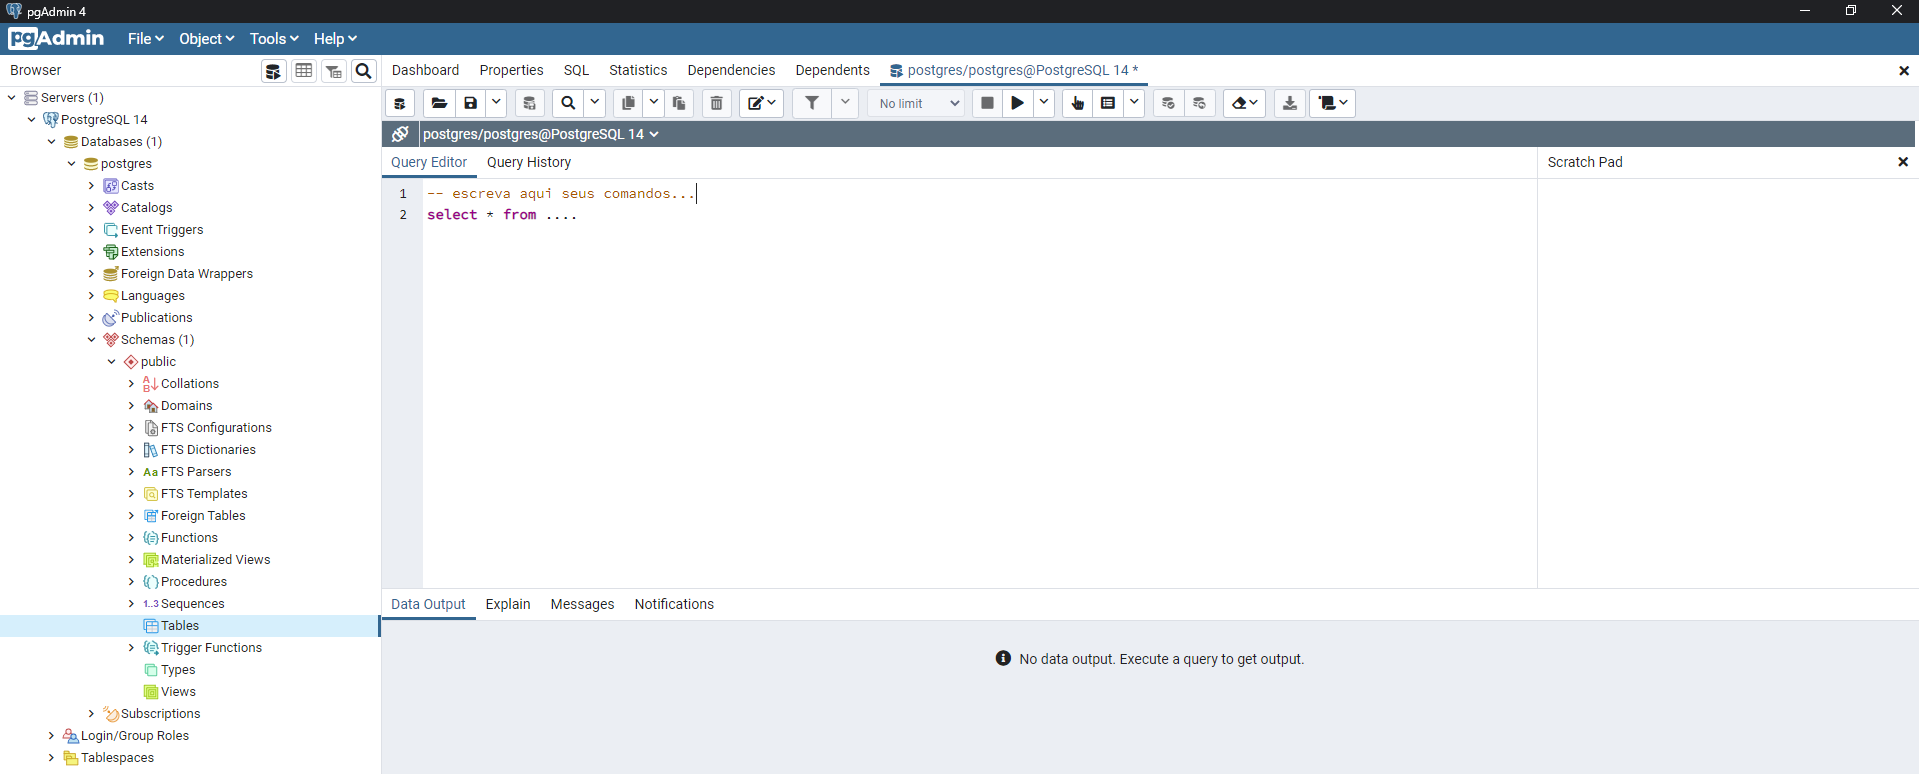 pgAdmin 4
pgAdmin File Object Tools Help
Browser
Dashboard Properties SQL Statistics Dependencies Dependents postgres/postgres@PostgreSQL 14 *
No limit
postgres/postgres@PostgreSQL 14
Query Editor Query History
Scratch Pad
1 -- escreva aqui seus comandos...
2 select * from ....
Servers (1)
PostgreSQL 14
Databases (1)
postgres
Casts
Catalogs
Event Triggers
Extensions
Foreign Data Wrappers
Languages
Publications
Schemas (1)
public
Collations
Domains
FTS Configurations
FTS Dictionaries
Aa FTS Parsers
FTS Templates
Foreign Tables
Functions
Materialized Views
Procedures
1..3 Sequences
Tables
Trigger Functions
Types
Views
Subscriptions
Login/Group Roles
Tablespaces
Data Output Explain Messages Notifications
No data output. Execute a query to get output.